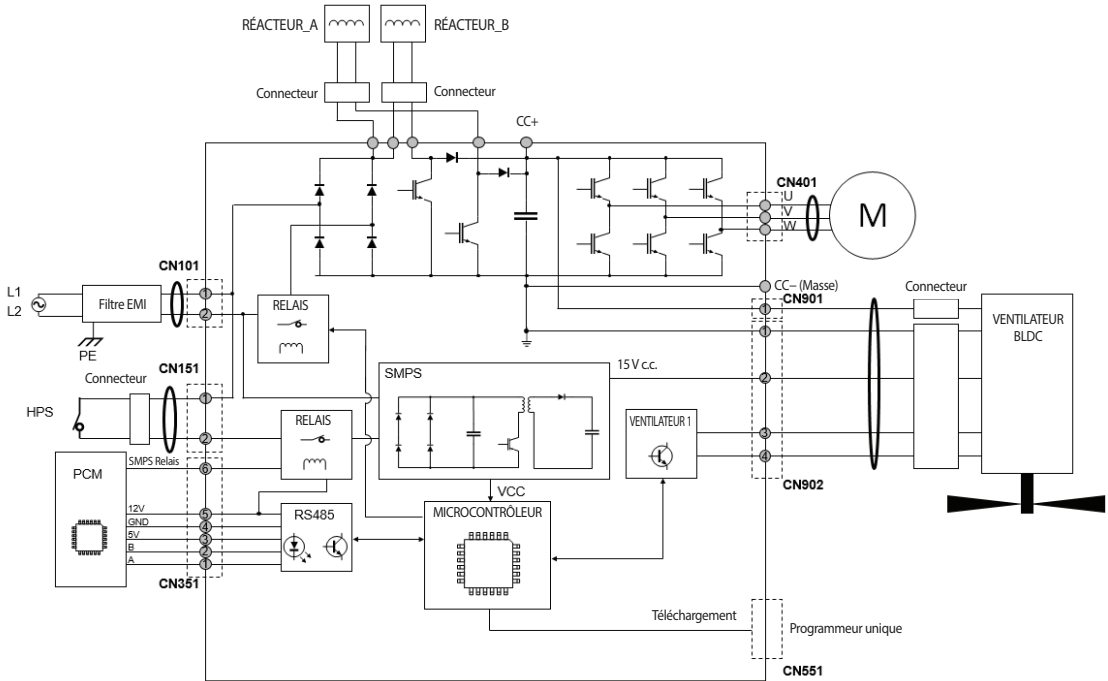 RÉACTEUR_A
RÉACTEUR_B
Connecteur
Connecteur
CC+
CN401
U
V
W
M
CN101
L1
L2
Filtre EMI
1
2
RELAIS
CC– (Masse)
CN901
Connecteur
1
1
VENTILATEUR
BLDC
PE
CN151
Connecteur
1
HPS
2
RELAIS
SMPS
15 V c.c.
2
VENTILATEUR 1
3
4
CN902
PCM
SMPS Relais
6
12V
5
GND
4
5V
3
B
2
A
1
CN351
RS485
VCC
MICROCONTRÔLEUR
Téléchargement
Programmeur unique
CN551